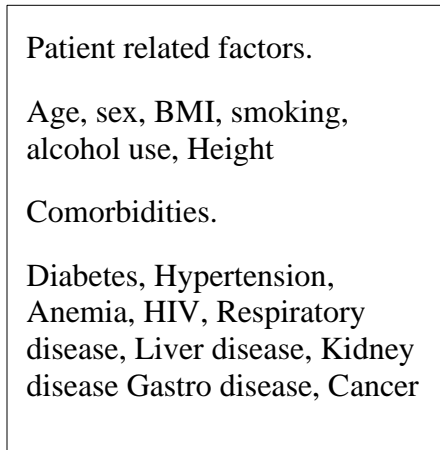 Patient related factors.
Age, sex, BMI, smoking,
alcohol use, Height
Comorbidities.
Diabetes, Hypertension,
Anemia, HIV, Respiratory
disease, Liver disease, Kidney
disease Gastro disease, Cancer